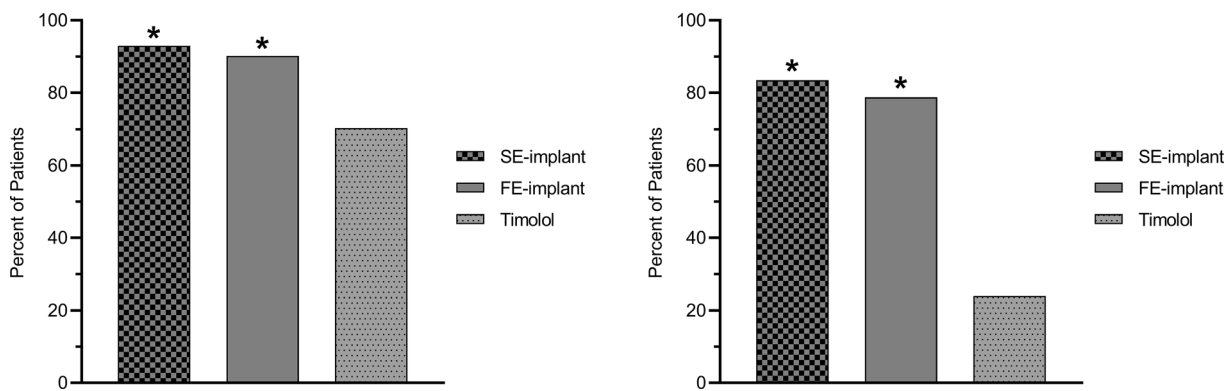 100
80
60
40
20
0
Percent of Patients
*
*
SE-implant
FE-implant
Timolol
100
80
60
40
20
0
Percent of Patients
*
*
SE-implant
FE-implant
Timolol